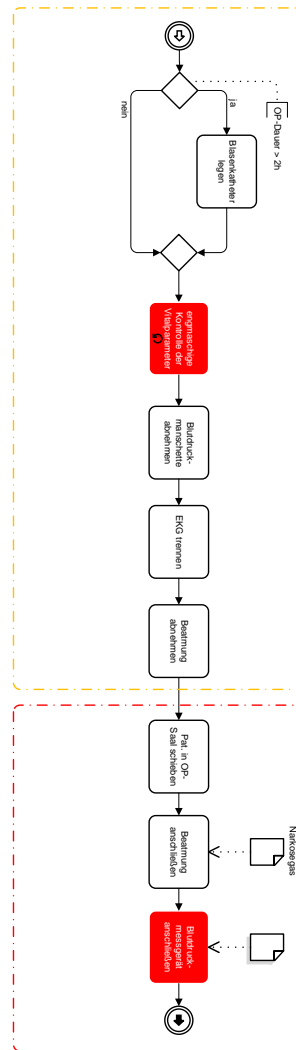 OP-Dauer > 2h
ja
nein
Blasenkatheter
legen
engmaschige
Kontrolle der
Vitalparameter
Blutdruck-
manschette
abnehmen
EKG trennen
Beatmung
abnehmen
Pat. in OP-
Saal schieben
Narkosegas
Beatmung
anschließen
Blutdruck-
messgerät
anschließen